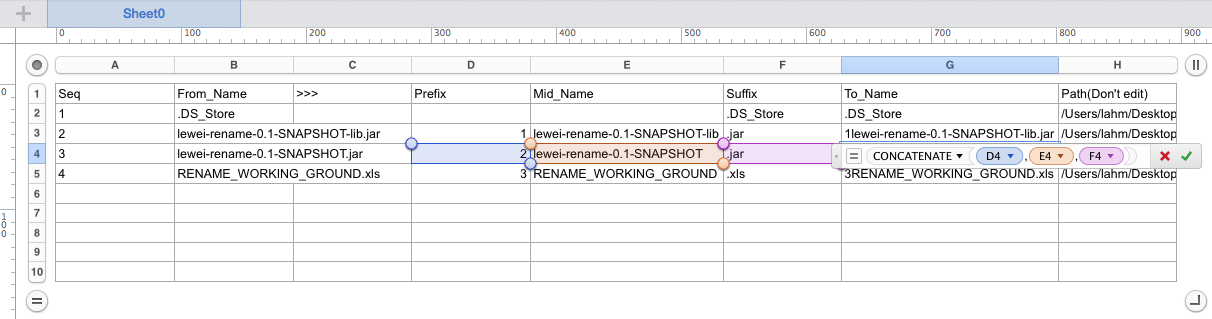 Sheet0
0 100 200 300 400 500 600 700 800 900
A B C D E F G H
1 Seq From_Name >>> Prefix Mid_Name Suffix To_Name Path(Don't edit)
2 1 .DS_Store .DS_Store .DS_Store /Users/lahm/Desktop
3 2 lewei-rename-0.1-SNAPSHOT-lib.jar 1 lewei-rename-0.1-SNAPSHOT-lib .jar 1lewei-rename-0.1-SNAPSHOT-lib.jar /Users/lahm/Desktop
4 3 lewei-rename-0.1-SNAPSHOT.jar 2 lewei-rename-0.1-SNAPSHOT .jar = CONCATENATE D4 , E4 , F4
5 4 RENAME_WORKING_GROUND.xls 3 RENAME_WORKING_GROUND .xls 3RENAME_WORKING_GROUND.xls /Users/lahm/Desktop
6
7
8
9
10
0
100